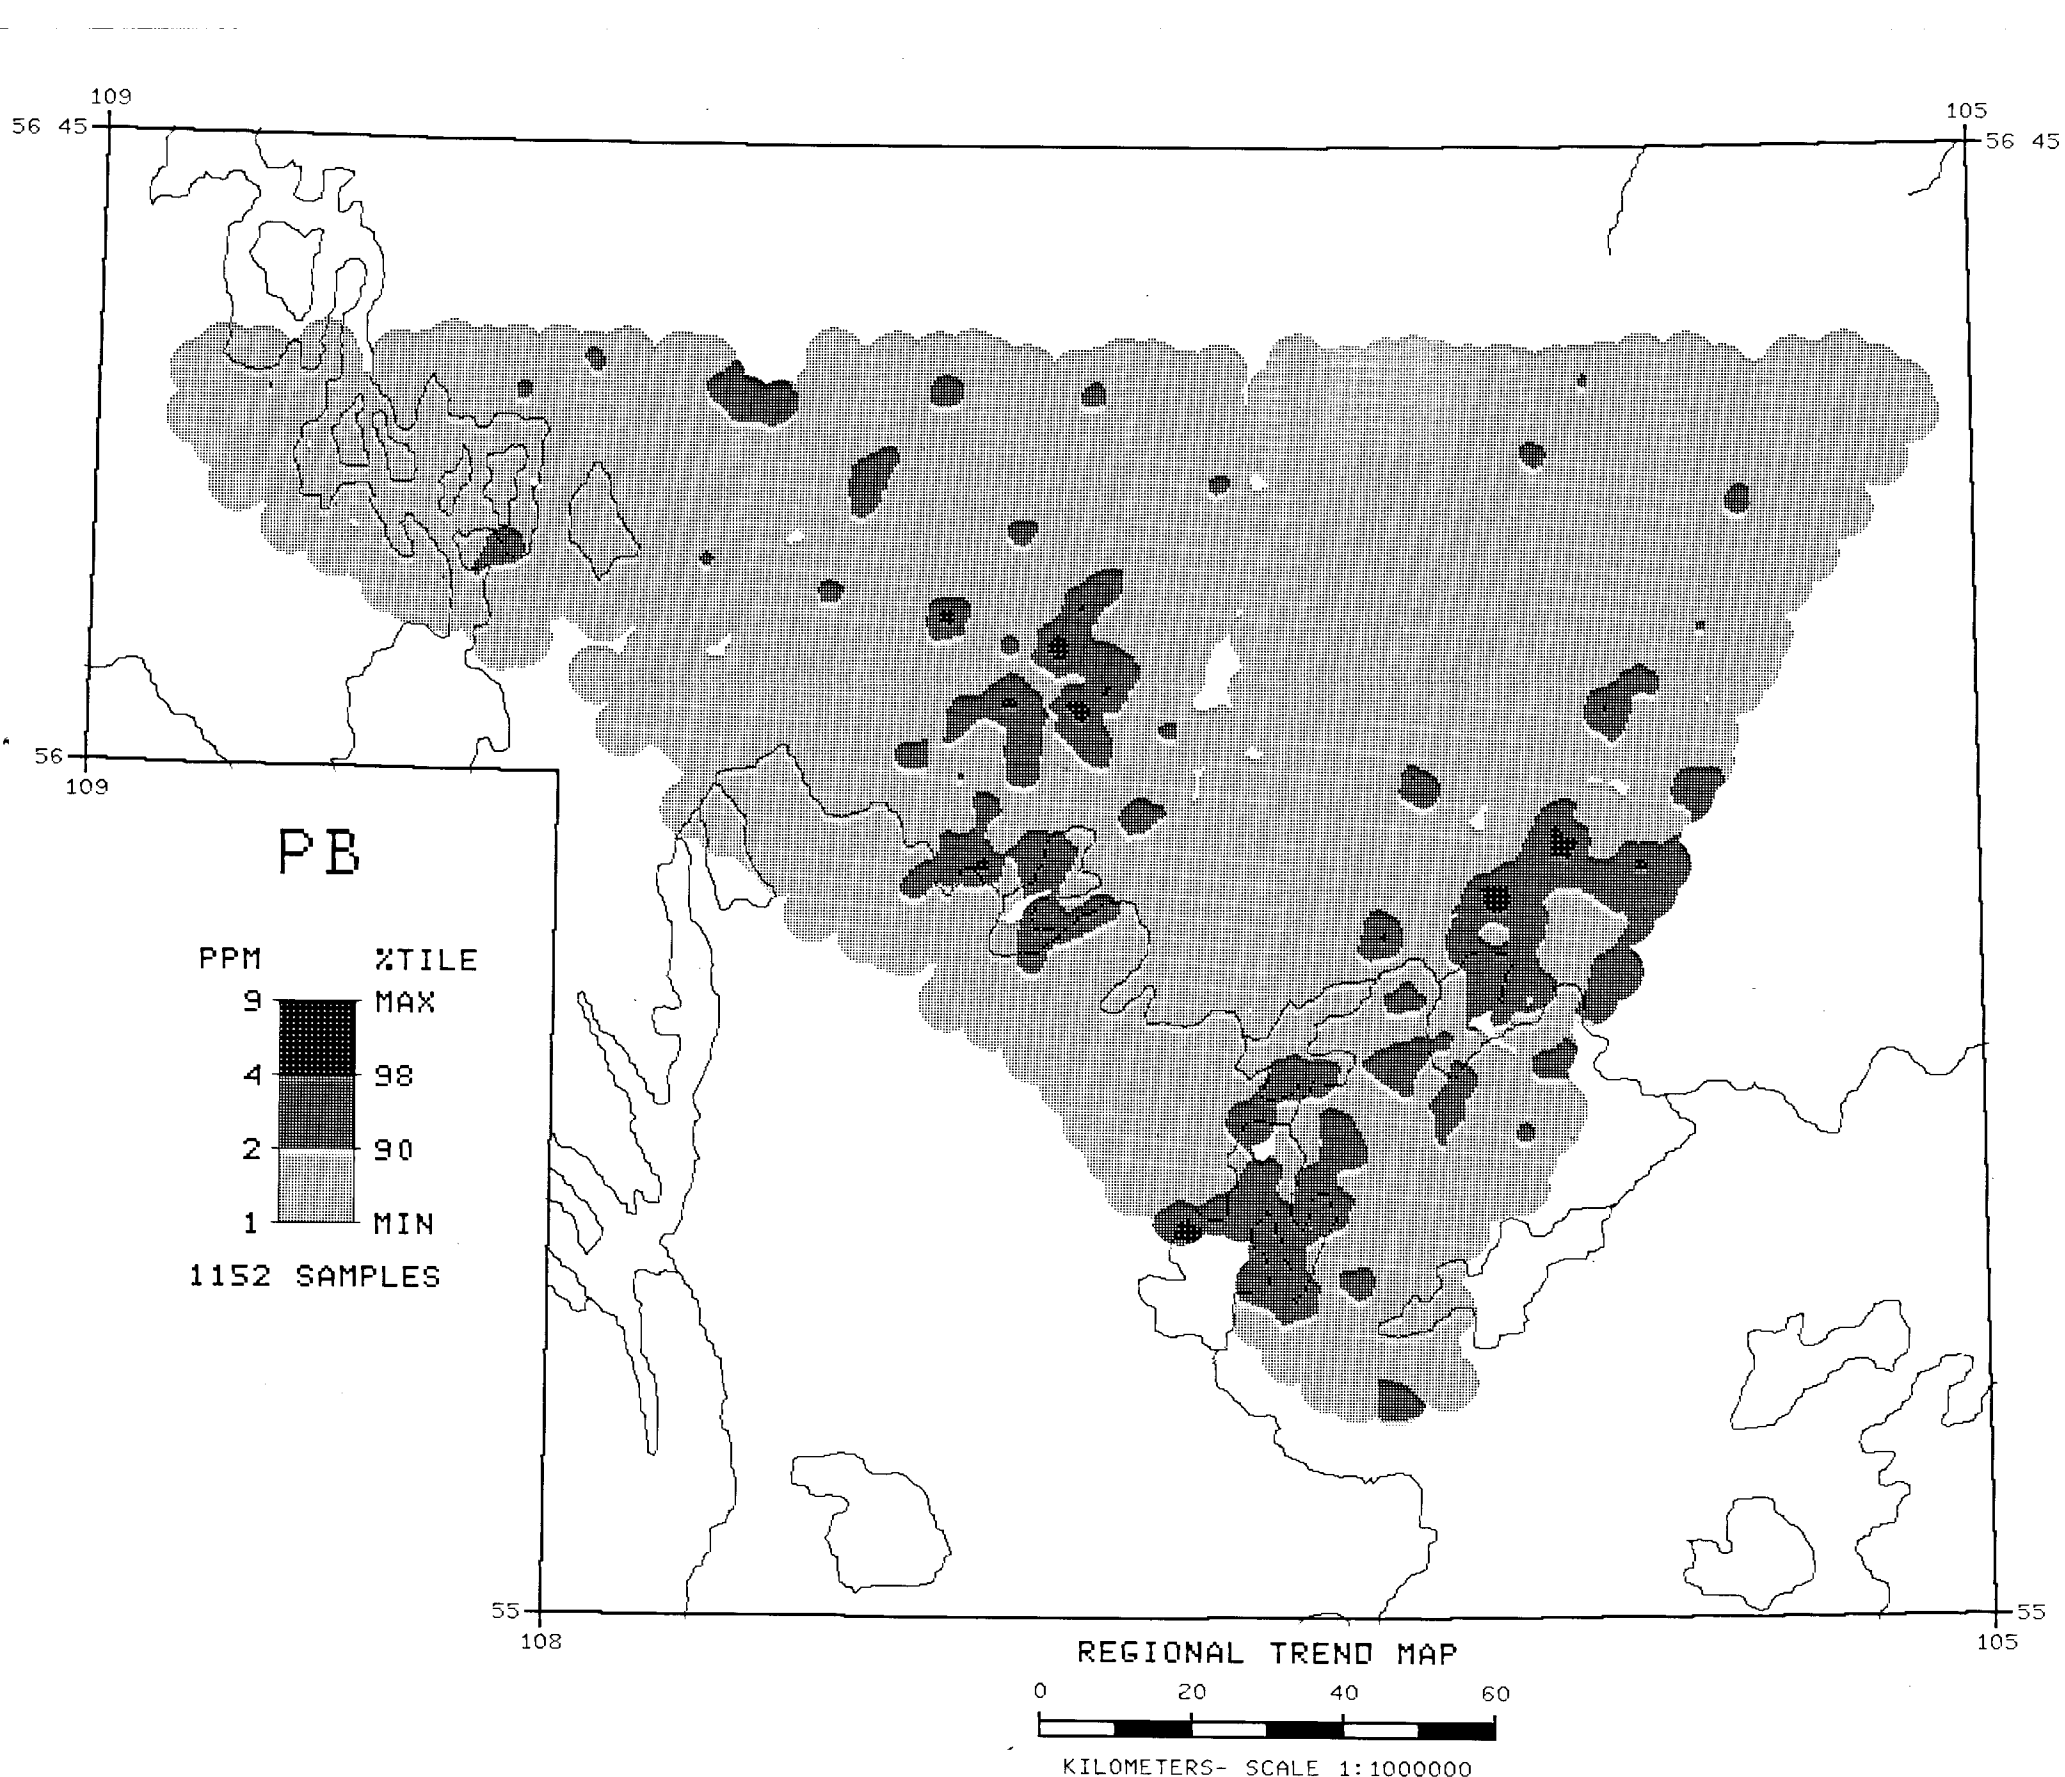 109
105
56 45
56 45
56
109
PB
PPM %TILE
9 MAX
4 98
2 90
1 MIN
1152 SAMPLES
55
55
108
105
REGIONAL TREND MAP
0 20 40 60
KILOMETERS- SCALE 1:1000000